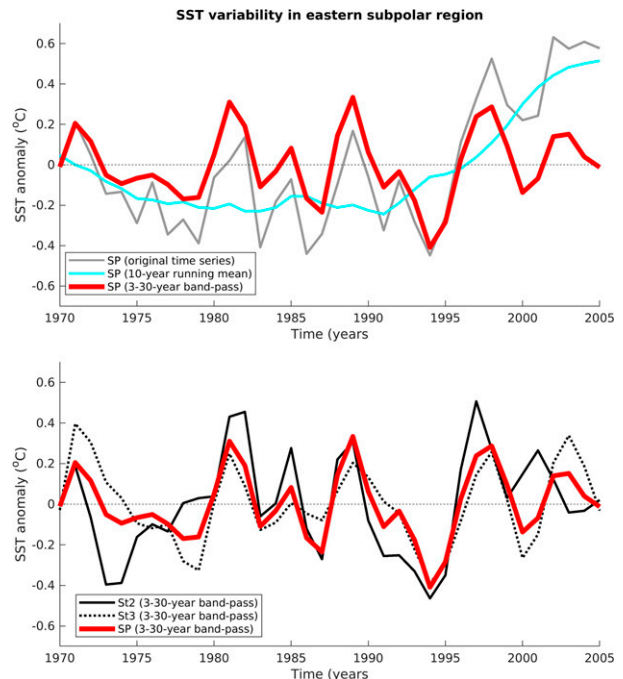 SST variability in eastern subpolar region
SST anomaly (°C)
0.6
0.4
0.2
0
-0.2
-0.4
-0.6
SP (original time series)
SP (10-year running mean)
SP (3-30-year band-pass)
1970 1975 1980 1985 1990 1995 2000 2005
Time (years
SST anomaly (°C)
0.6
0.4
0.2
0
-0.2
-0.4
-0.6
St2 (3-30-year band-pass)
St3 (3-30-year band-pass)
SP (3-30-year band-pass)
1970 1975 1980 1985 1990 1995 2000 2005
Time (years